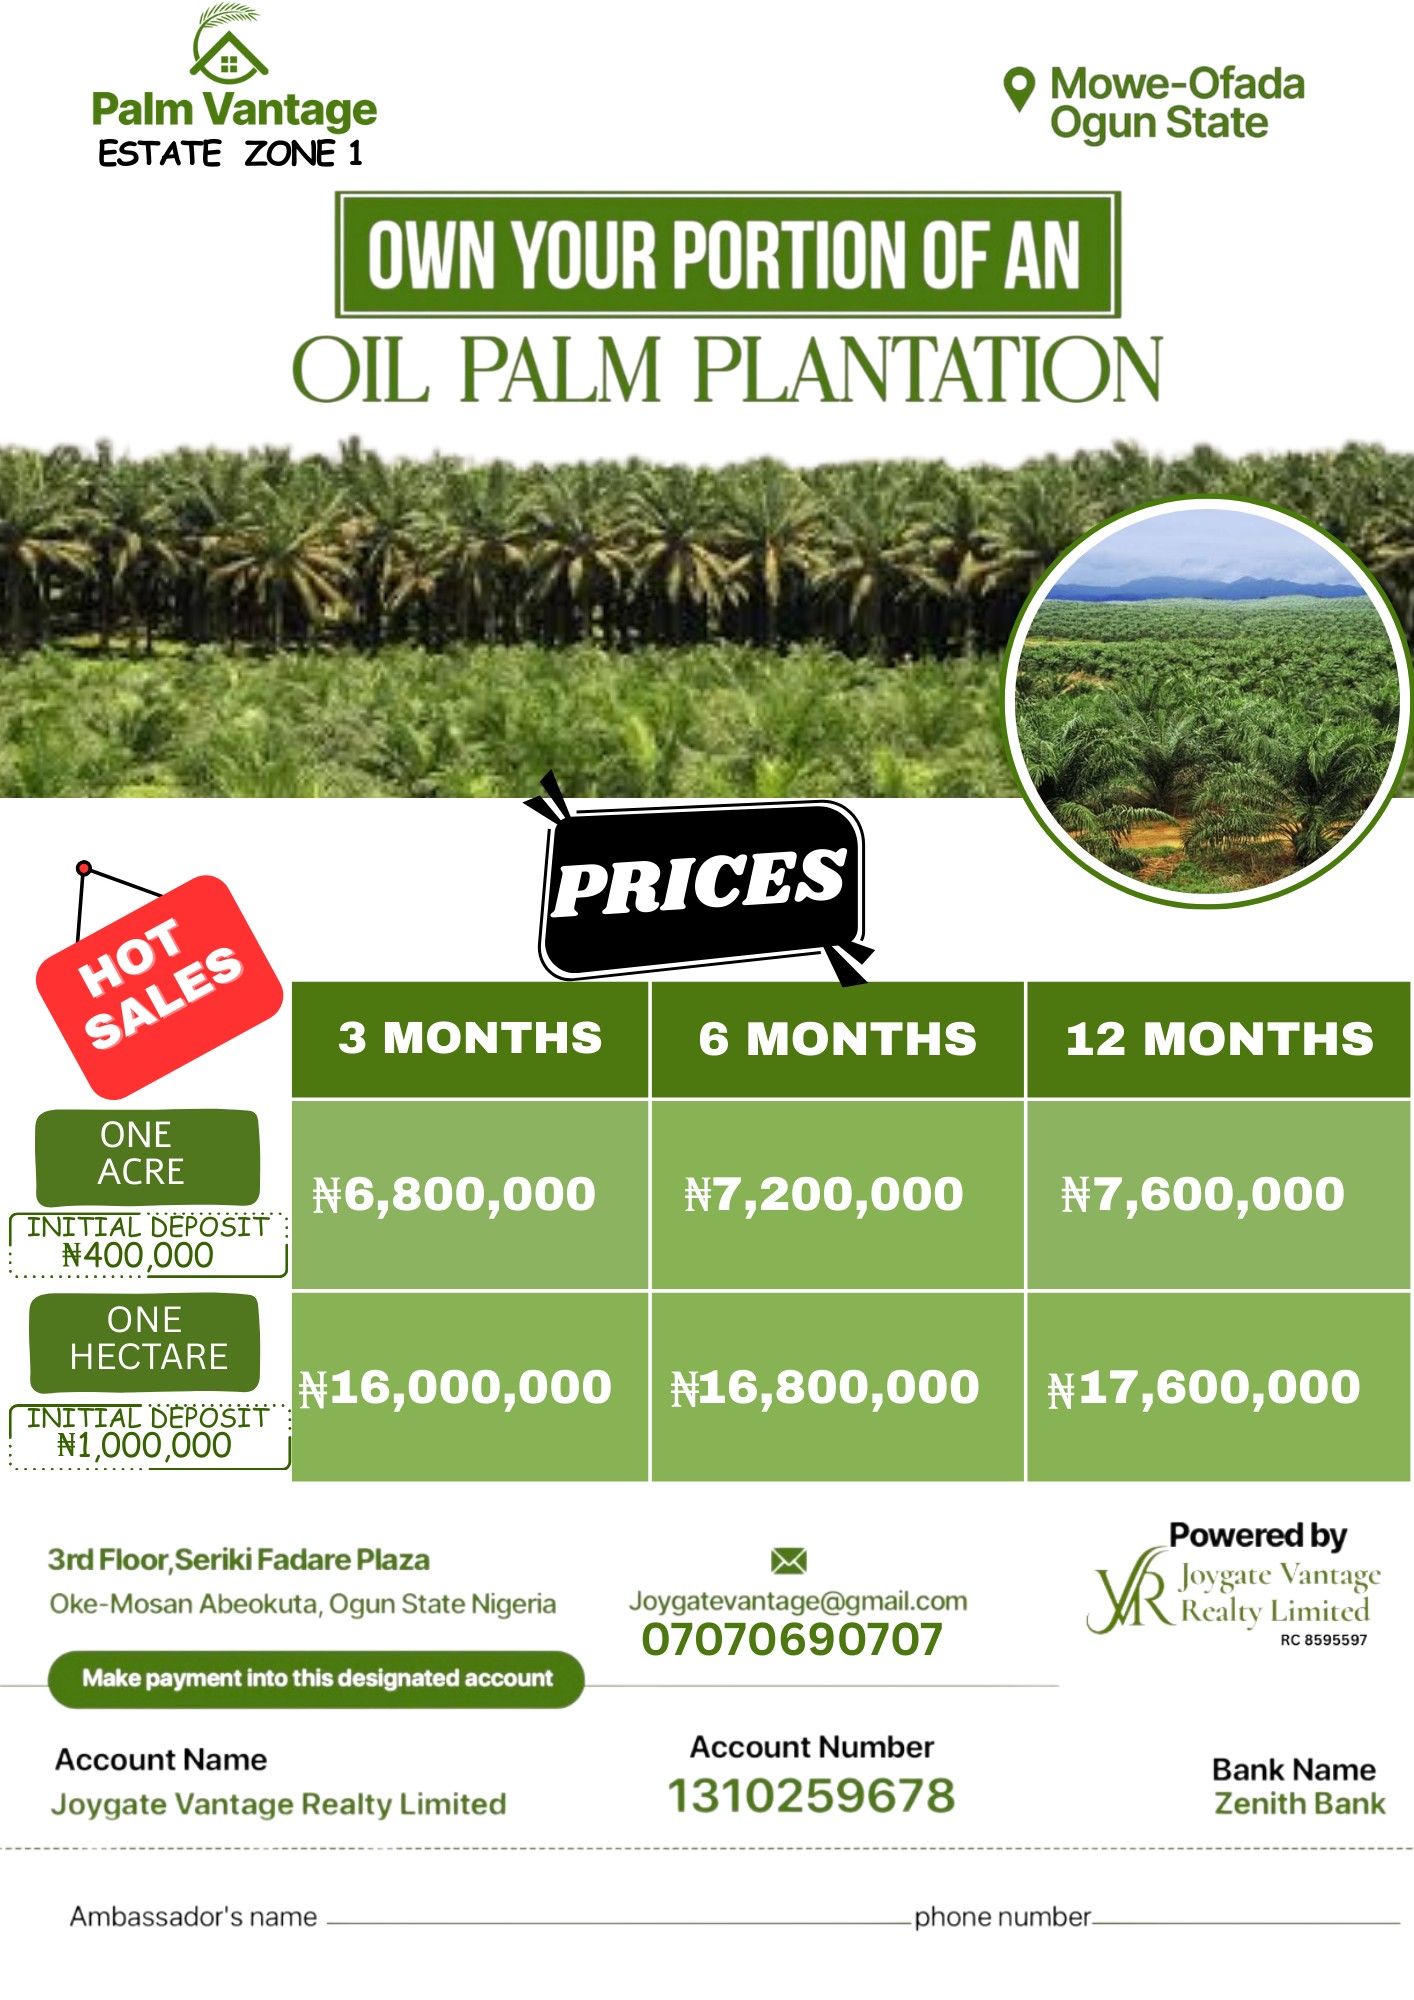 Palm Vantage
ESTATE ZONE 1
Mowe-Ofada
Ogun State
OWN YOUR PORTION OF AN
OIL PALM PLANTATION
PRICES
HOT
SALES
3 MONTHS
6 MONTHS
12 MONTHS
ONE
ACRE
INITIAL DEPOSIT
₦400,000
₦6,800,000
₦7,200,000
₦7,600,000
ONE
HECTARE
INITIAL DEPOSIT
₦1,000,000
₦16,000,000
₦16,800,000
₦17,600,000
3rd Floor,Seriki Fadare Plaza
Oke-Mosan Abeokuta, Ogun State Nigeria
Joygatevantage@gmail.com
07070690707
Powered by
JVR
Joygate Vantage
Realty Limited
RC 8595597
Make payment into this designated account
Account Name
Joygate Vantage Realty Limited
Account Number
1310259678
Bank Name
Zenith Bank
Ambassador's name phone number